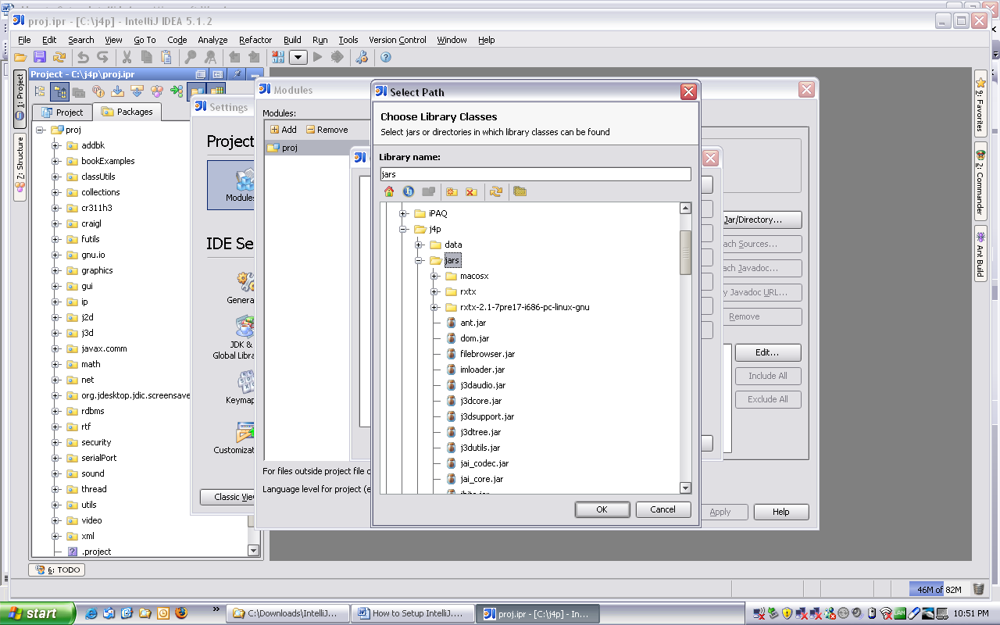 proj.ipr - [C:\j4p] - IntelliJ IDEA 5.1.2
File Edit Search View Go To Code Analyze Refactor Build Run Tools Version Control Window Help
Project - C:\j4p\proj.ipr
1: Project
Z: Structure
Project
Packages
proj
addbk
bookExamples
classUtils
collections
cr311h3
craigl
futils
gnu.io
graphics
gui
ip
j2d
j3d
javax.comm
math
net
org.jdesktop.jdic.screensave
rdbms
rtf
security
serialPort
sound
thread
utils
video
xml
.project
6: TODO
Settings
Project
Modules
IDE Se
General
JDK &
Global Libra
Keymap
Customizat
Classic View
Modules
Modules:
Add
Remove
proj
For files outside project file
Language level for project (e
Select Path
Choose Library Classes
Select jars or directories in which library classes can be found
Library name:
jars
iPAQ
j4p
data
jars
macosx
rxtx
rxtx-2.1-7pre17-i686-pc-linux-gnu
ant.jar
dom.jar
filebrowser.jar
imloader.jar
j3daudio.jar
j3dcore.jar
j3dsupport.jar
j3dtree.jar
j3dutils.jar
jai_codec.jar
jai_core.jar
OK
Cancel
Jar/Directory...
ach Sources...
ach Javadoc...
y Javadoc URL...
Remove
Edit...
Include All
Exclude All
Apply
Help
9: Favorites
2: Commander
Ant Build
46M of 82M
start
C:\Downloads\IntelliJ...
How to Setup IntelliJ....
proj.ipr - [C:\j4p] - In...
10:51 PM